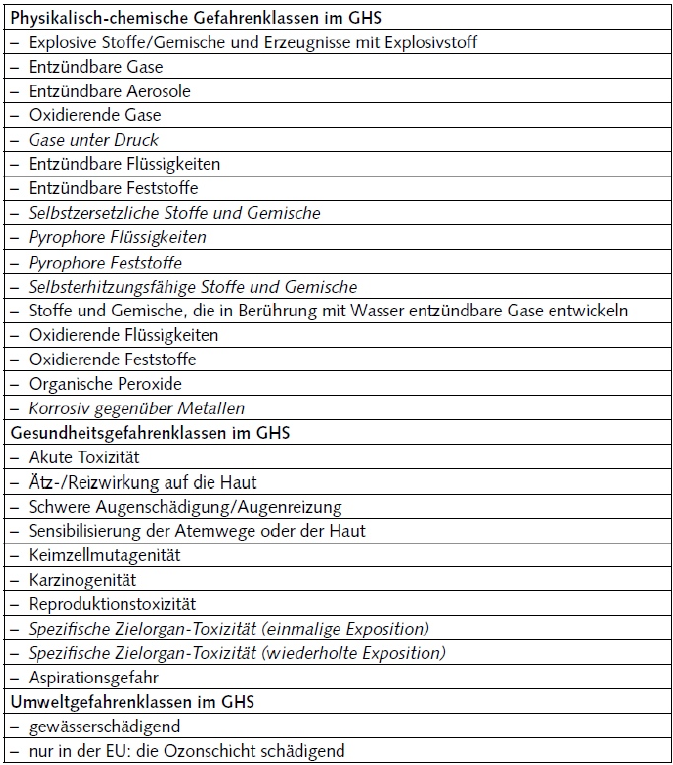 Physikalisch-chemische Gefahrenklassen im GHS
– Explosive Stoffe/Gemische und Erzeugnisse mit Explosivstoff
– Entzündbare Gase
– Entzündbare Aerosole
– Oxidierende Gase
– Gase unter Druck
– Entzündbare Flüssigkeiten
– Entzündbare Feststoffe
– Selbstzersetzliche Stoffe und Gemische
– Pyrophore Flüssigkeiten
– Pyrophore Feststoffe
– Selbsterhitzungsfähige Stoffe und Gemische
– Stoffe und Gemische, die in Berührung mit Wasser entzündbare Gase entwickeln
– Oxidierende Flüssigkeiten
– Oxidierende Feststoffe
– Organische Peroxide
– Korrosiv gegenüber Metallen
Gesundheitsgefahrenklassen im GHS
– Akute Toxizität
– Ätz-/Reizwirkung auf die Haut
– Schwere Augenschädigung/Augenreizung
– Sensibilisierung der Atemwege oder der Haut
– Keimzellmutagenität
– Karzinogenität
– Reproduktionstoxizität
– Spezifische Zielorgan-Toxizität (einmalige Exposition)
– Spezifische Zielorgan-Toxizität (wiederholte Exposition)
– Aspirationsgefahr
Umweltgefahrenklassen im GHS
– gewässerschädigend
– nur in der EU: die Ozonschicht schädigend